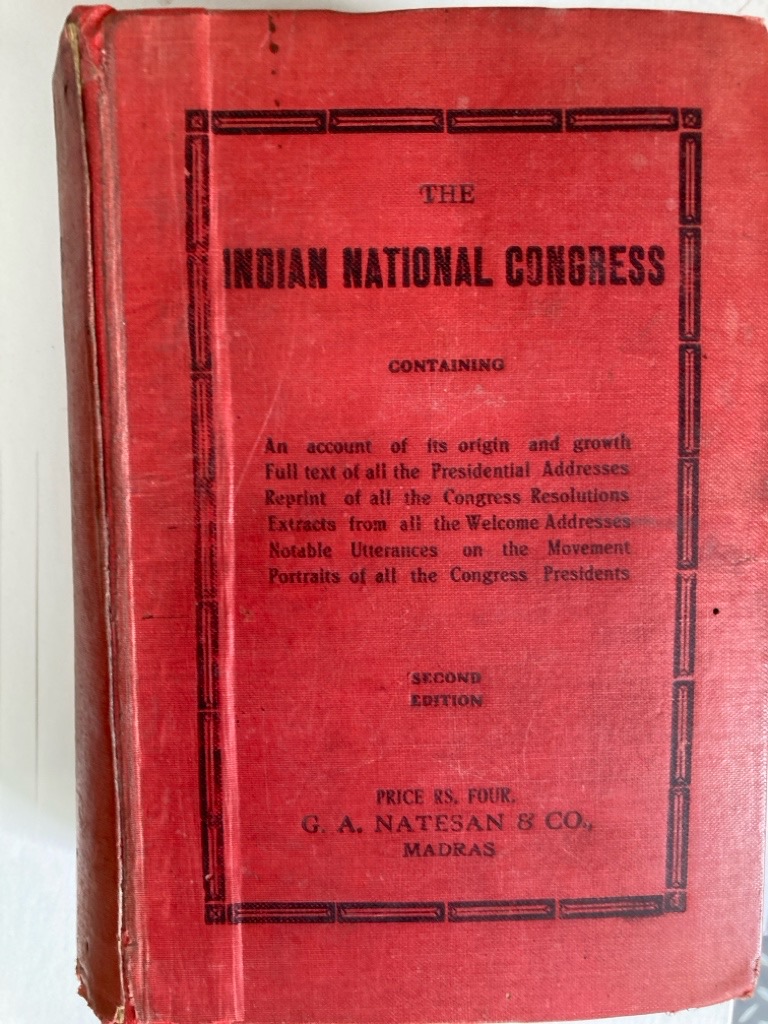 THE
INDIAN NATIONAL CONGRESS
CONTAINING
An account of its origin and growth
Full text of all the Presidential Addresses
Reprint of all the Congress Resolutions
Extracts from all the Welcome Addresses
Notable Utterances on the Movement
Portraits of all the Congress Presidents
SECOND
EDITION
PRICE RS. FOUR.
G. A. NATESAN & CO.,
MADRAS